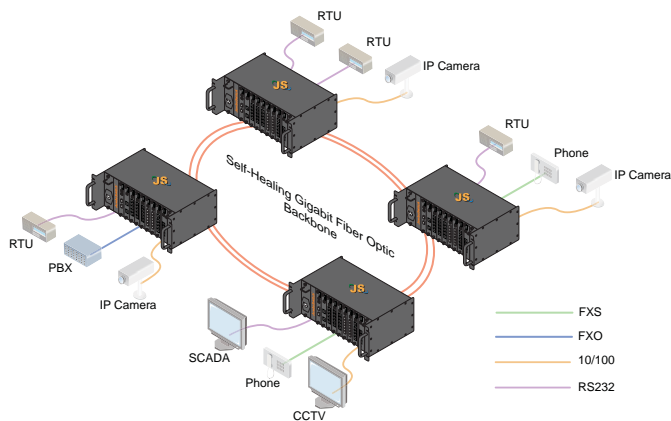 RTU
RTU
IP Camera
JS
RTU
Phone
IP Camera
JS
JS
Self-Healing Gigabit Fiber Optic
Backbone
RTU
PBX
IP Camera
JS
SCADA
Phone
CCTV
FXS
FXO
10/100
RS232